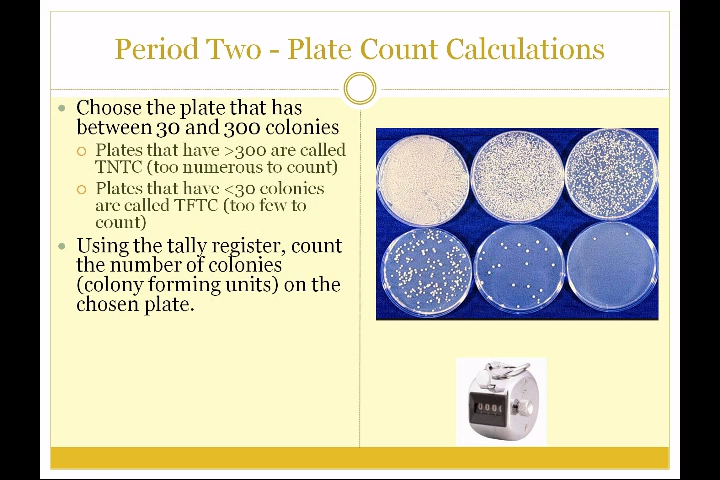 Period Two - Plate Count Calculations
Choose the plate that has
between 30 and 300 colonies
Plates that have >300 are called
TNTC (too numerous to count)
Plates that have <30 colonies
are called TFTC (too few to
count)
Using the tally register, count
the number of colonies
(colony forming units) on the
chosen plate.